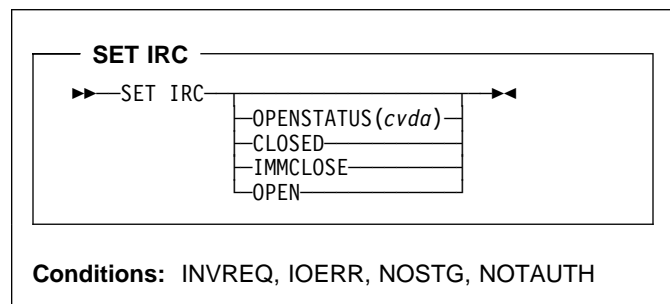 SET IRC
►►──SET IRC──┬───────────────────┬──►◄
├─OPENSTATUS(cvda)─┤
├─CLOSED───────────┤
├─IMMCLOSE─────────┤
└─OPEN─────────────┘
Conditions: INVREQ, IOERR, NOSTG, NOTAUTH